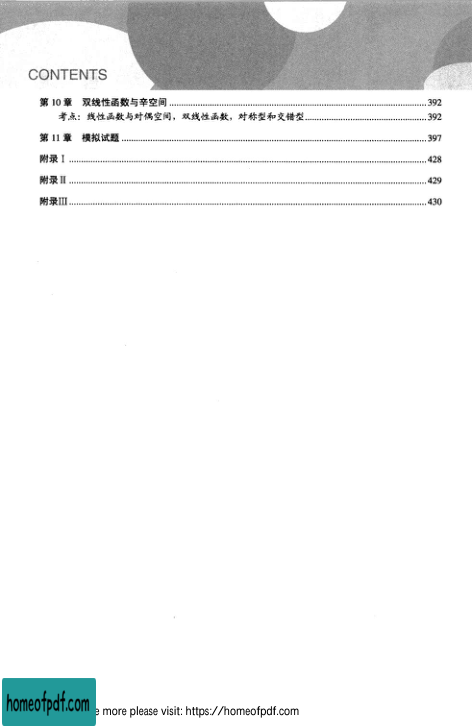 CONTENTS
第 10 章 双线性函数与辛空间 ........ 392
考点：线性函数与对偶空间，双线性函数，对称型和交错型 ........ 392
第 11 章 模拟试题 ........ 397
附录 I ........ 428
附录 II ........ 429
附录III ........ 430
homeofpdf.com
e more please visit: https://homeofpdf.com